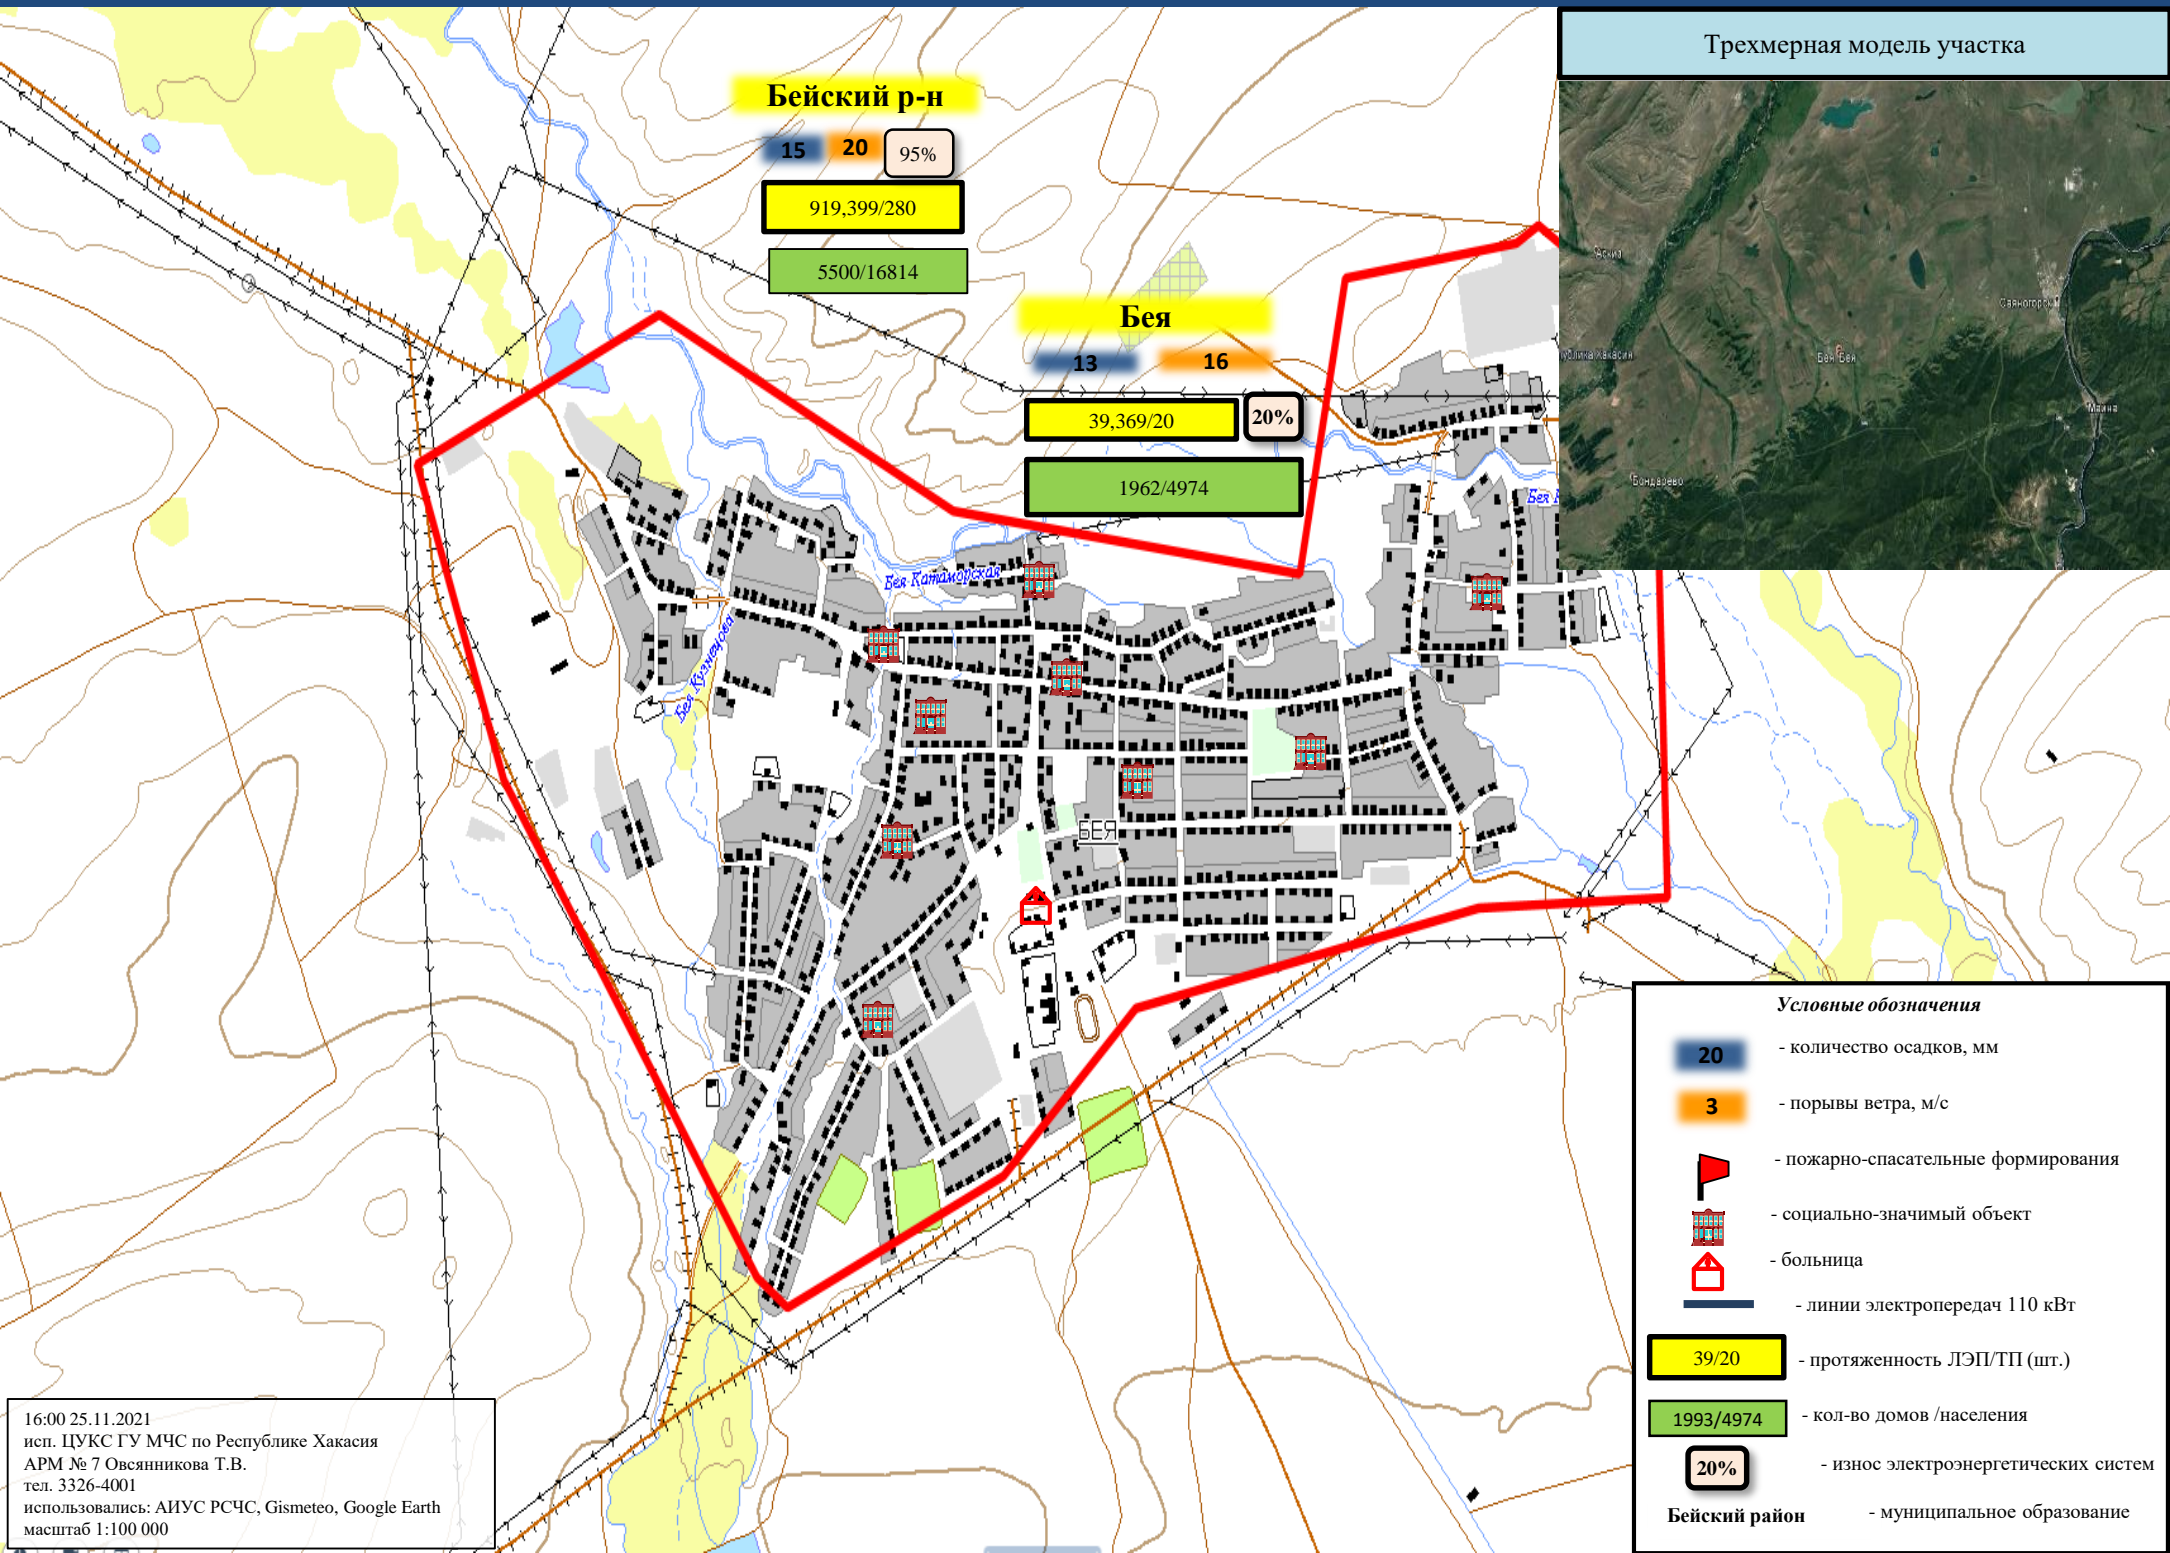 Трехмерная модель участка
Бейский р-н
15 20 95%
919,399/280
5500/16814
Бея
13 16
39,369/20 20%
1962/4974
Аскиз
Саяногорск
Бея Бея
Майна
Бондарево
Бея
Бея Катаморская
Бея Кузнецова
БЕЯ
Условные обозначения
20 - количество осадков, мм
3 - порывы ветра, м/с
- пожарно-спасательные формирования
- социально-значимый объект
- больница
- линии электропередач 110 кВт
39/20 - протяженность ЛЭП/ТП (шт.)
1993/4974 - кол-во домов /населения
20% - износ электроэнергетических систем
Бейский район - муниципальное образование
16:00 25.11.2021
исп. ЦУКС ГУ МЧС по Республике Хакасия
АРМ № 7 Овсянникова Т.В.
тел. 3326-4001
использовались: АИУС РСЧС, Gismeteo, Google Earth
масштаб 1:100 000